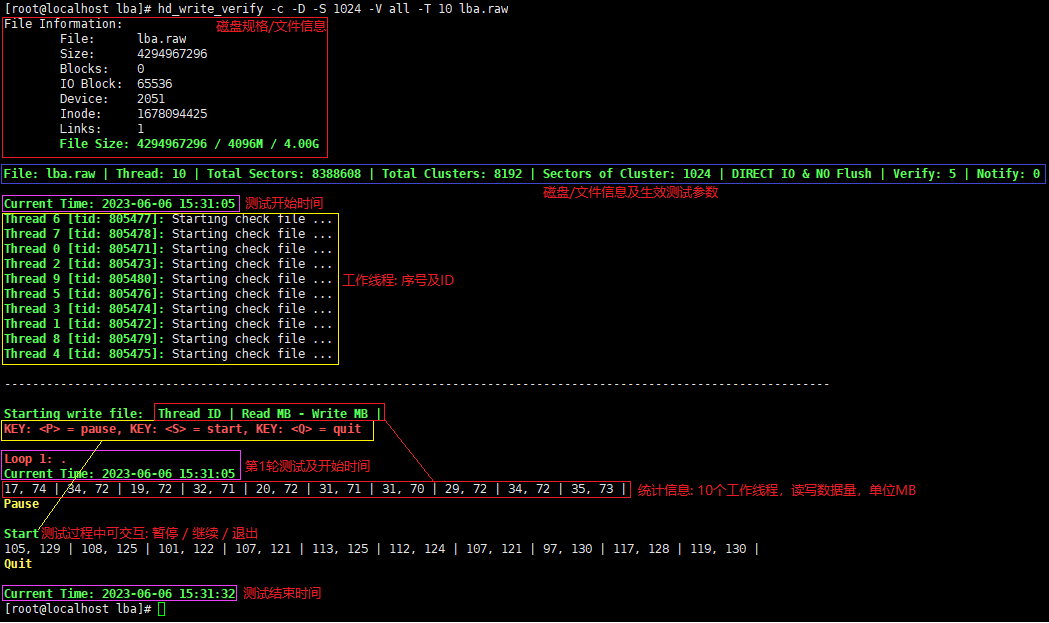 [root@localhost lba]# hd_write_verify -c -D -S 1024 -V all -T 10 lba.raw
File Information: 磁盘规格/文件信息
File: lba.raw
Size: 4294967296
Blocks: 0
IO Block: 65536
Device: 2051
Inode: 1678094425
Links: 1
File Size: 4294967296 / 4096M / 4.00G
File: lba.raw | Thread: 10 | Total Sectors: 8388608 | Total Clusters: 8192 | Sectors of Cluster: 1024 | DIRECT IO & NO Flush | Verify: 5 | Notify: 0
磁盘/文件信息及生效测试参数
Current Time: 2023-06-06 15:31:05 测试开始时间
Thread 6 [tid: 805477]: Starting check file ...
Thread 7 [tid: 805478]: Starting check file ...
Thread 0 [tid: 805471]: Starting check file ...
Thread 2 [tid: 805473]: Starting check file ...
Thread 9 [tid: 805480]: Starting check file ... 工作线程: 序号及ID
Thread 5 [tid: 805476]: Starting check file ...
Thread 3 [tid: 805474]: Starting check file ...
Thread 1 [tid: 805472]: Starting check file ...
Thread 8 [tid: 805479]: Starting check file ...
Thread 4 [tid: 805475]: Starting check file ...
----------------------------------------------------------------------------------------------------------------------
Starting write file: Thread ID | Read MB - Write MB |
KEY: <P> = pause, KEY: <S> = start, KEY: <Q> = quit
Loop 1: .
Current Time: 2023-06-06 15:31:05 第1轮测试及开始时间
17, 74 | 34, 72 | 19, 72 | 32, 71 | 20, 72 | 31, 71 | 31, 70 | 29, 72 | 34, 72 | 35, 73 | 统计信息: 10个工作线程，读写数据量，单位MB
Pause
Start 测试过程中可交互: 暂停 / 继续 / 退出
105, 129 | 108, 125 | 101, 122 | 107, 121 | 113, 125 | 112, 124 | 107, 121 | 97, 130 | 117, 128 | 119, 130 |
Quit
Current Time: 2023-06-06 15:31:32 测试结束时间
[root@localhost lba]#